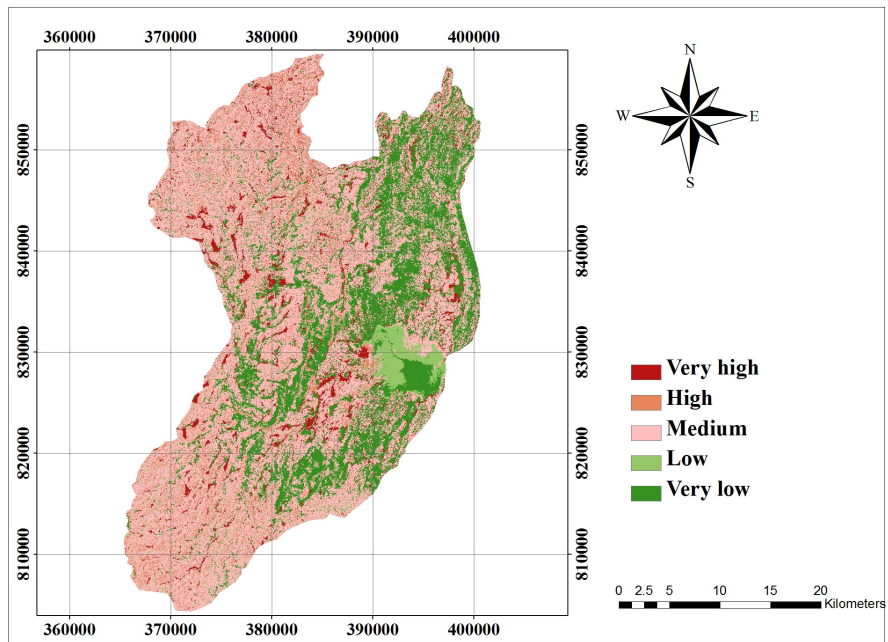 360000 370000 380000 390000 400000
850000 850000
840000 840000
830000 830000
820000 820000
810000 810000
360000 370000 380000 390000 400000
N
W E
S
Very high
High
Medium
Low
Very low
0 2.5 5 10 15 20
Kilometers